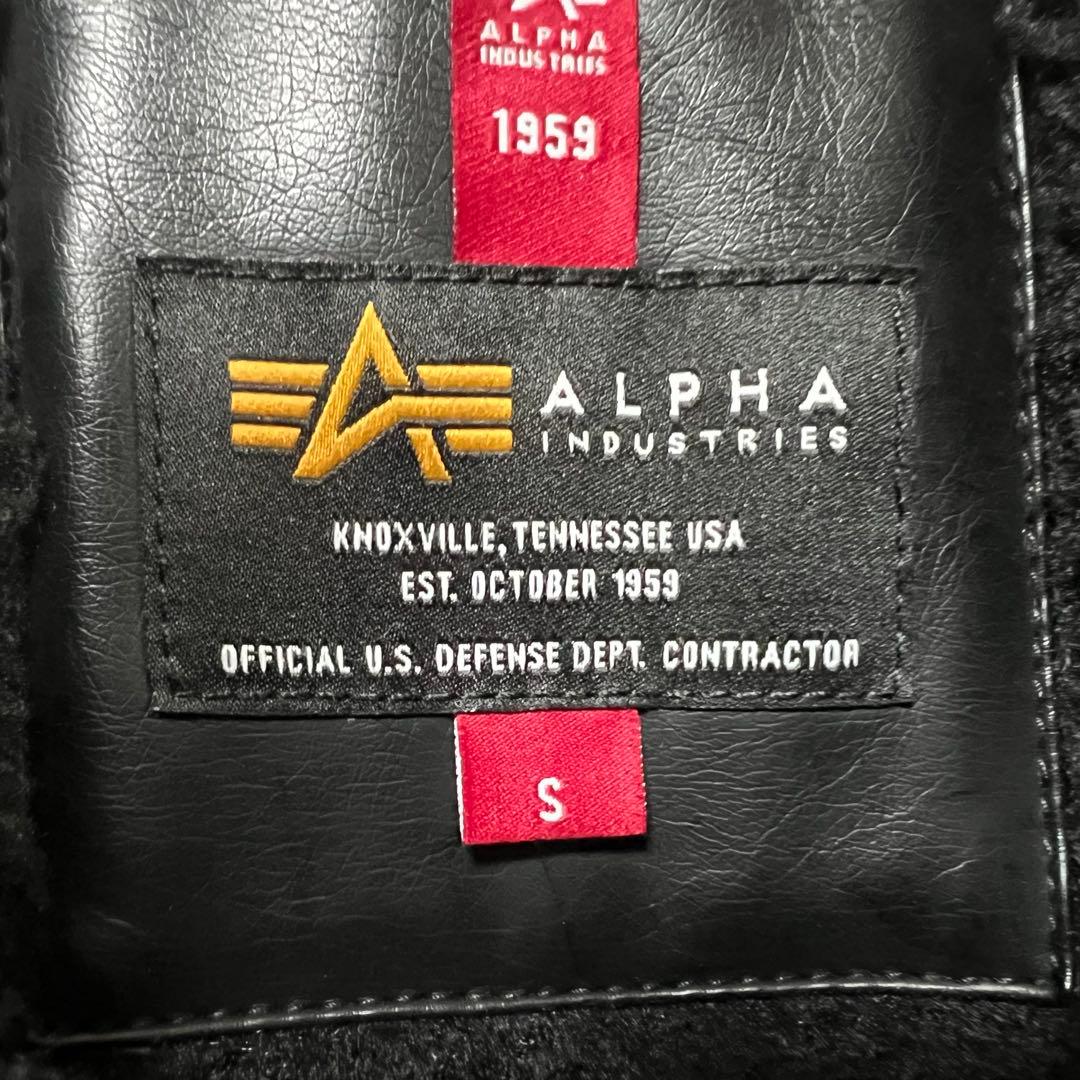 ALPHA
INDUSTRIES
1959
ALPHA
INDUSTRIES
KNOXVILLE, TENNESSEE USA
EST. OCTOBER 1959
OFFICIAL U.S. DEFENSE DEPT. CONTRACTOR
S